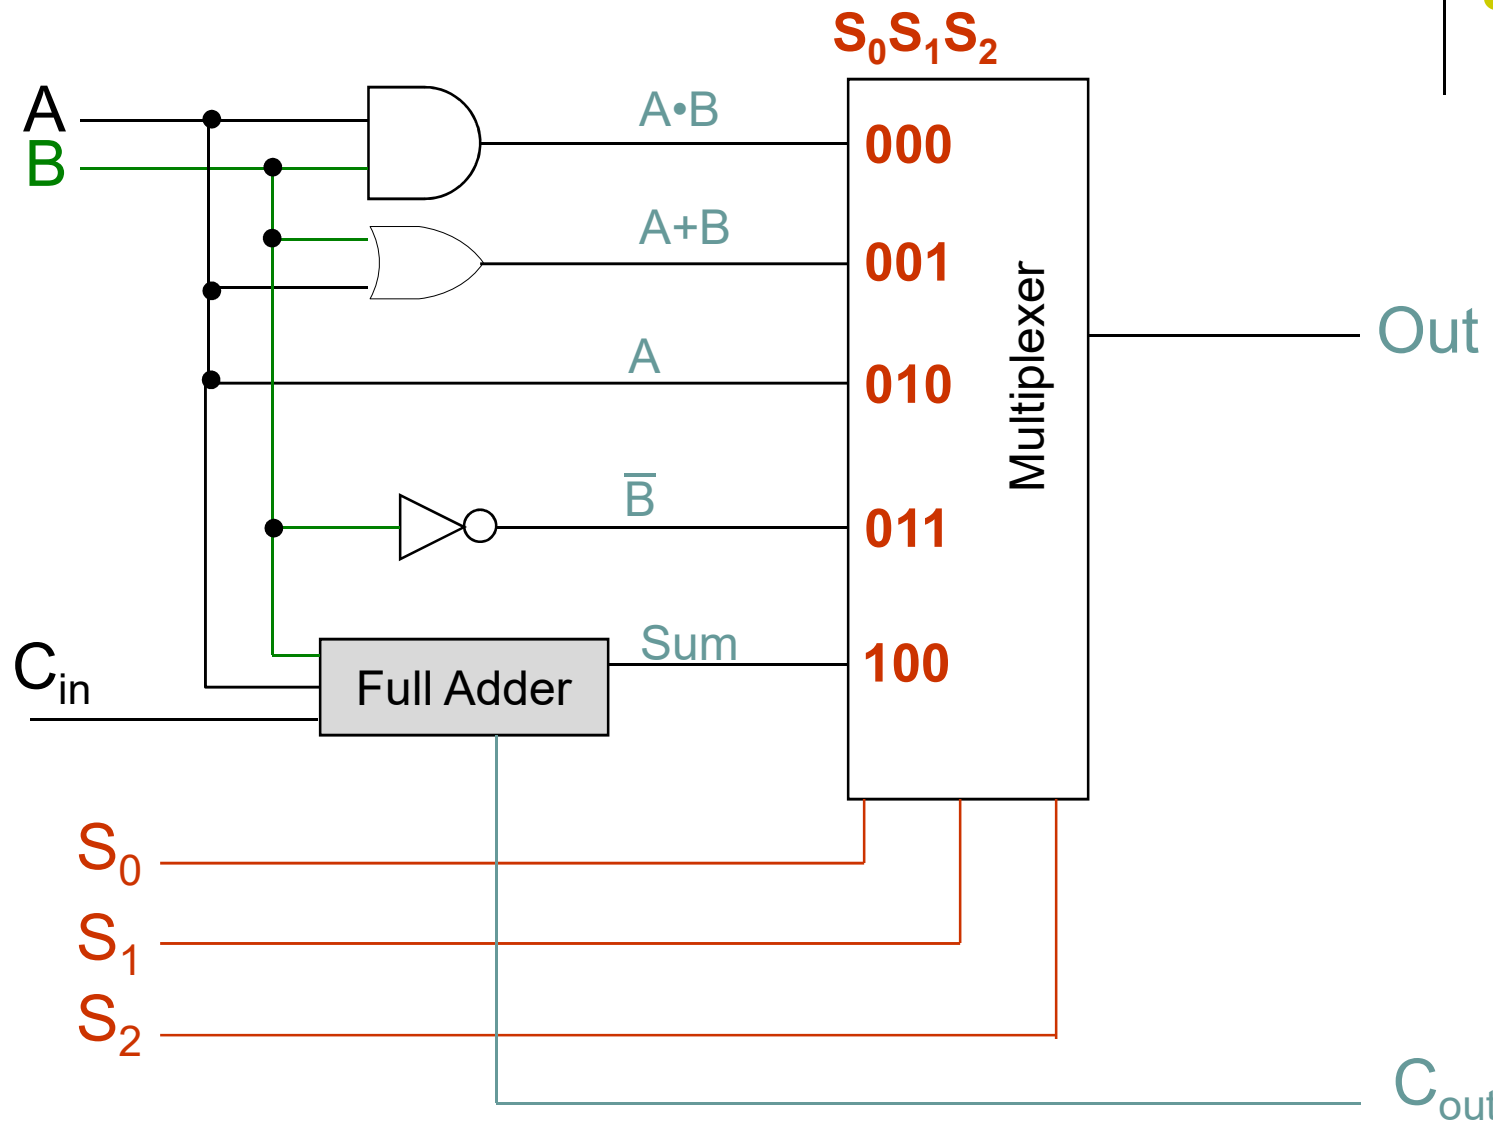 S₀S₁S₂
A
A•B
000
B
A+B
001
Multiplexer
Out
A
010
B̅
011
Sum
100
Cᵢₙ
Full Adder
S₀
S₁
S₂
Cₒᵤₜ